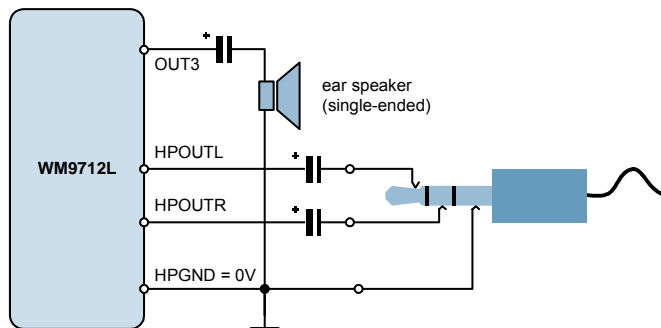 +
OUT3
ear speaker
(single-ended)
WM9712L
HPOUTL
+
HPOUTR
+
HPGND = 0V